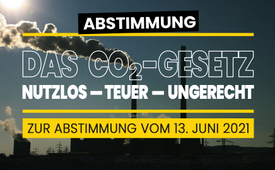 ABSTIMMUNG
DAS CO₂-GESETZ
NUTZLOS – TEUER – UNGERECHT
ZUR ABSTIMMUNG VOM 13. JUNI 2021